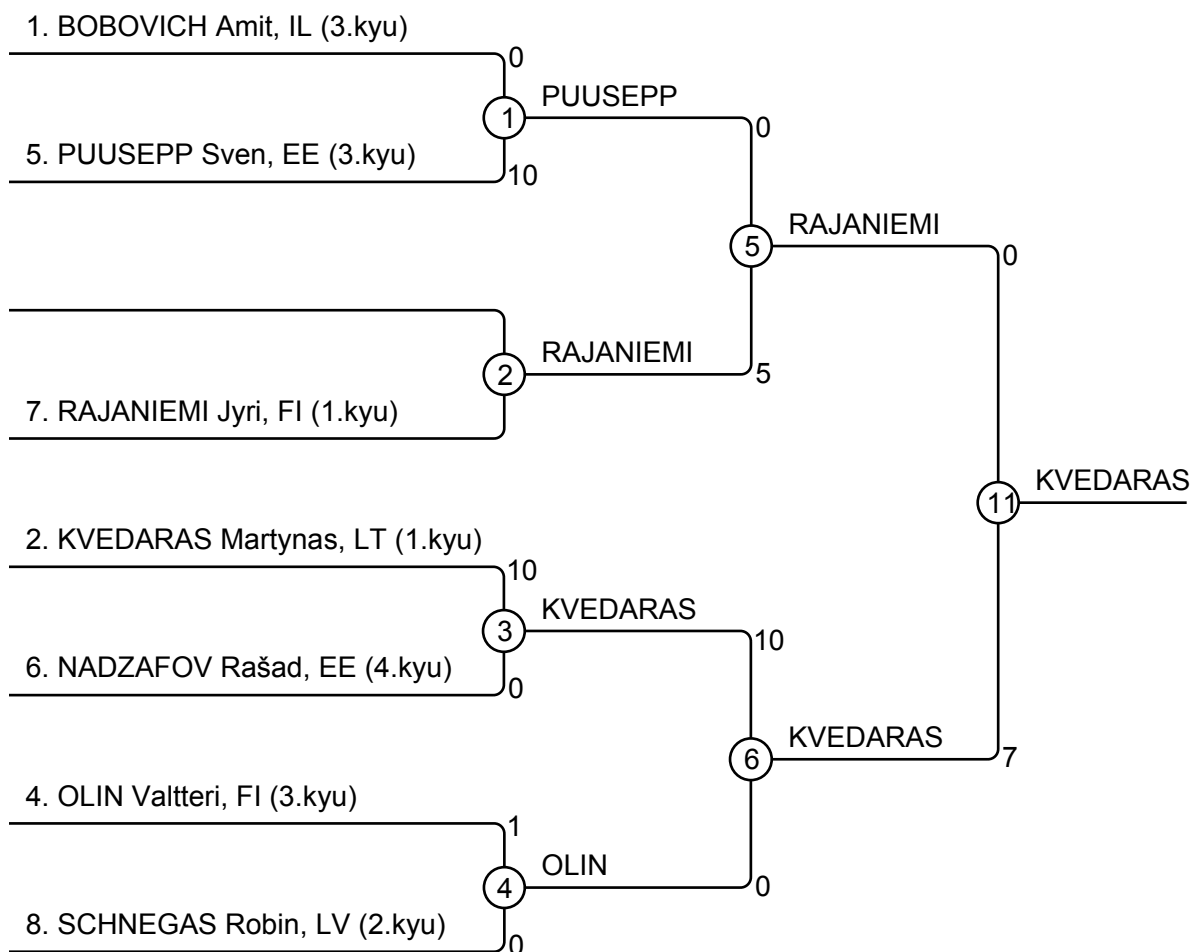 1. BOBOVICH Amit, IL (3.kyu)
0
1
PUUSEPP
0
5. PUUSEPP Sven, EE (3.kyu)
10
5
RAJANIEMI
0
2
RAJANIEMI
5
7. RAJANIEMI Jyri, FI (1.kyu)
11
KVEDARAS
2. KVEDARAS Martynas, LT (1.kyu)
10
3
KVEDARAS
10
6. NADZAFOV Rašad, EE (4.kyu)
0
6
KVEDARAS
7
4. OLIN Valtteri, FI (3.kyu)
1
4
OLIN
0
8. SCHNEGAS Robin, LV (2.kyu)
0